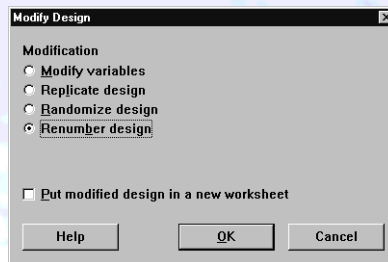 Modify Design
Modification
Modify variables
Replicate design
Randomize design
Renumber design
Put modified design in a new worksheet
Help
OK
Cancel